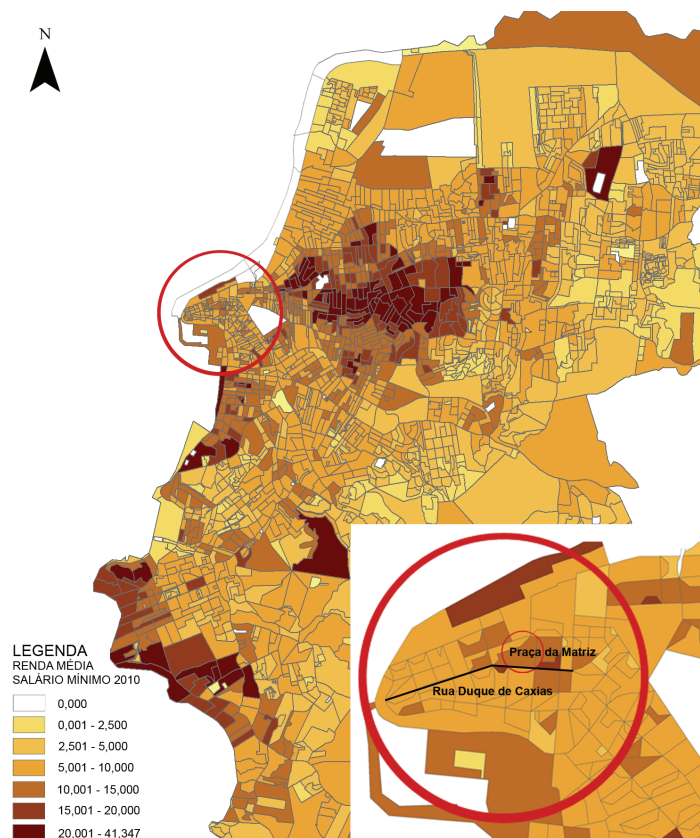 N
Praça da Matriz
Rua Duque de Caxias
LEGENDA
RENDA MÉDIA
SALÁRIO MÍNIMO 2010
0,000
0,001 - 2,500
2,501 - 5,000
5,001 - 10,000
10,001 - 15,000
15,001 - 20,000
20.001 - 41.347